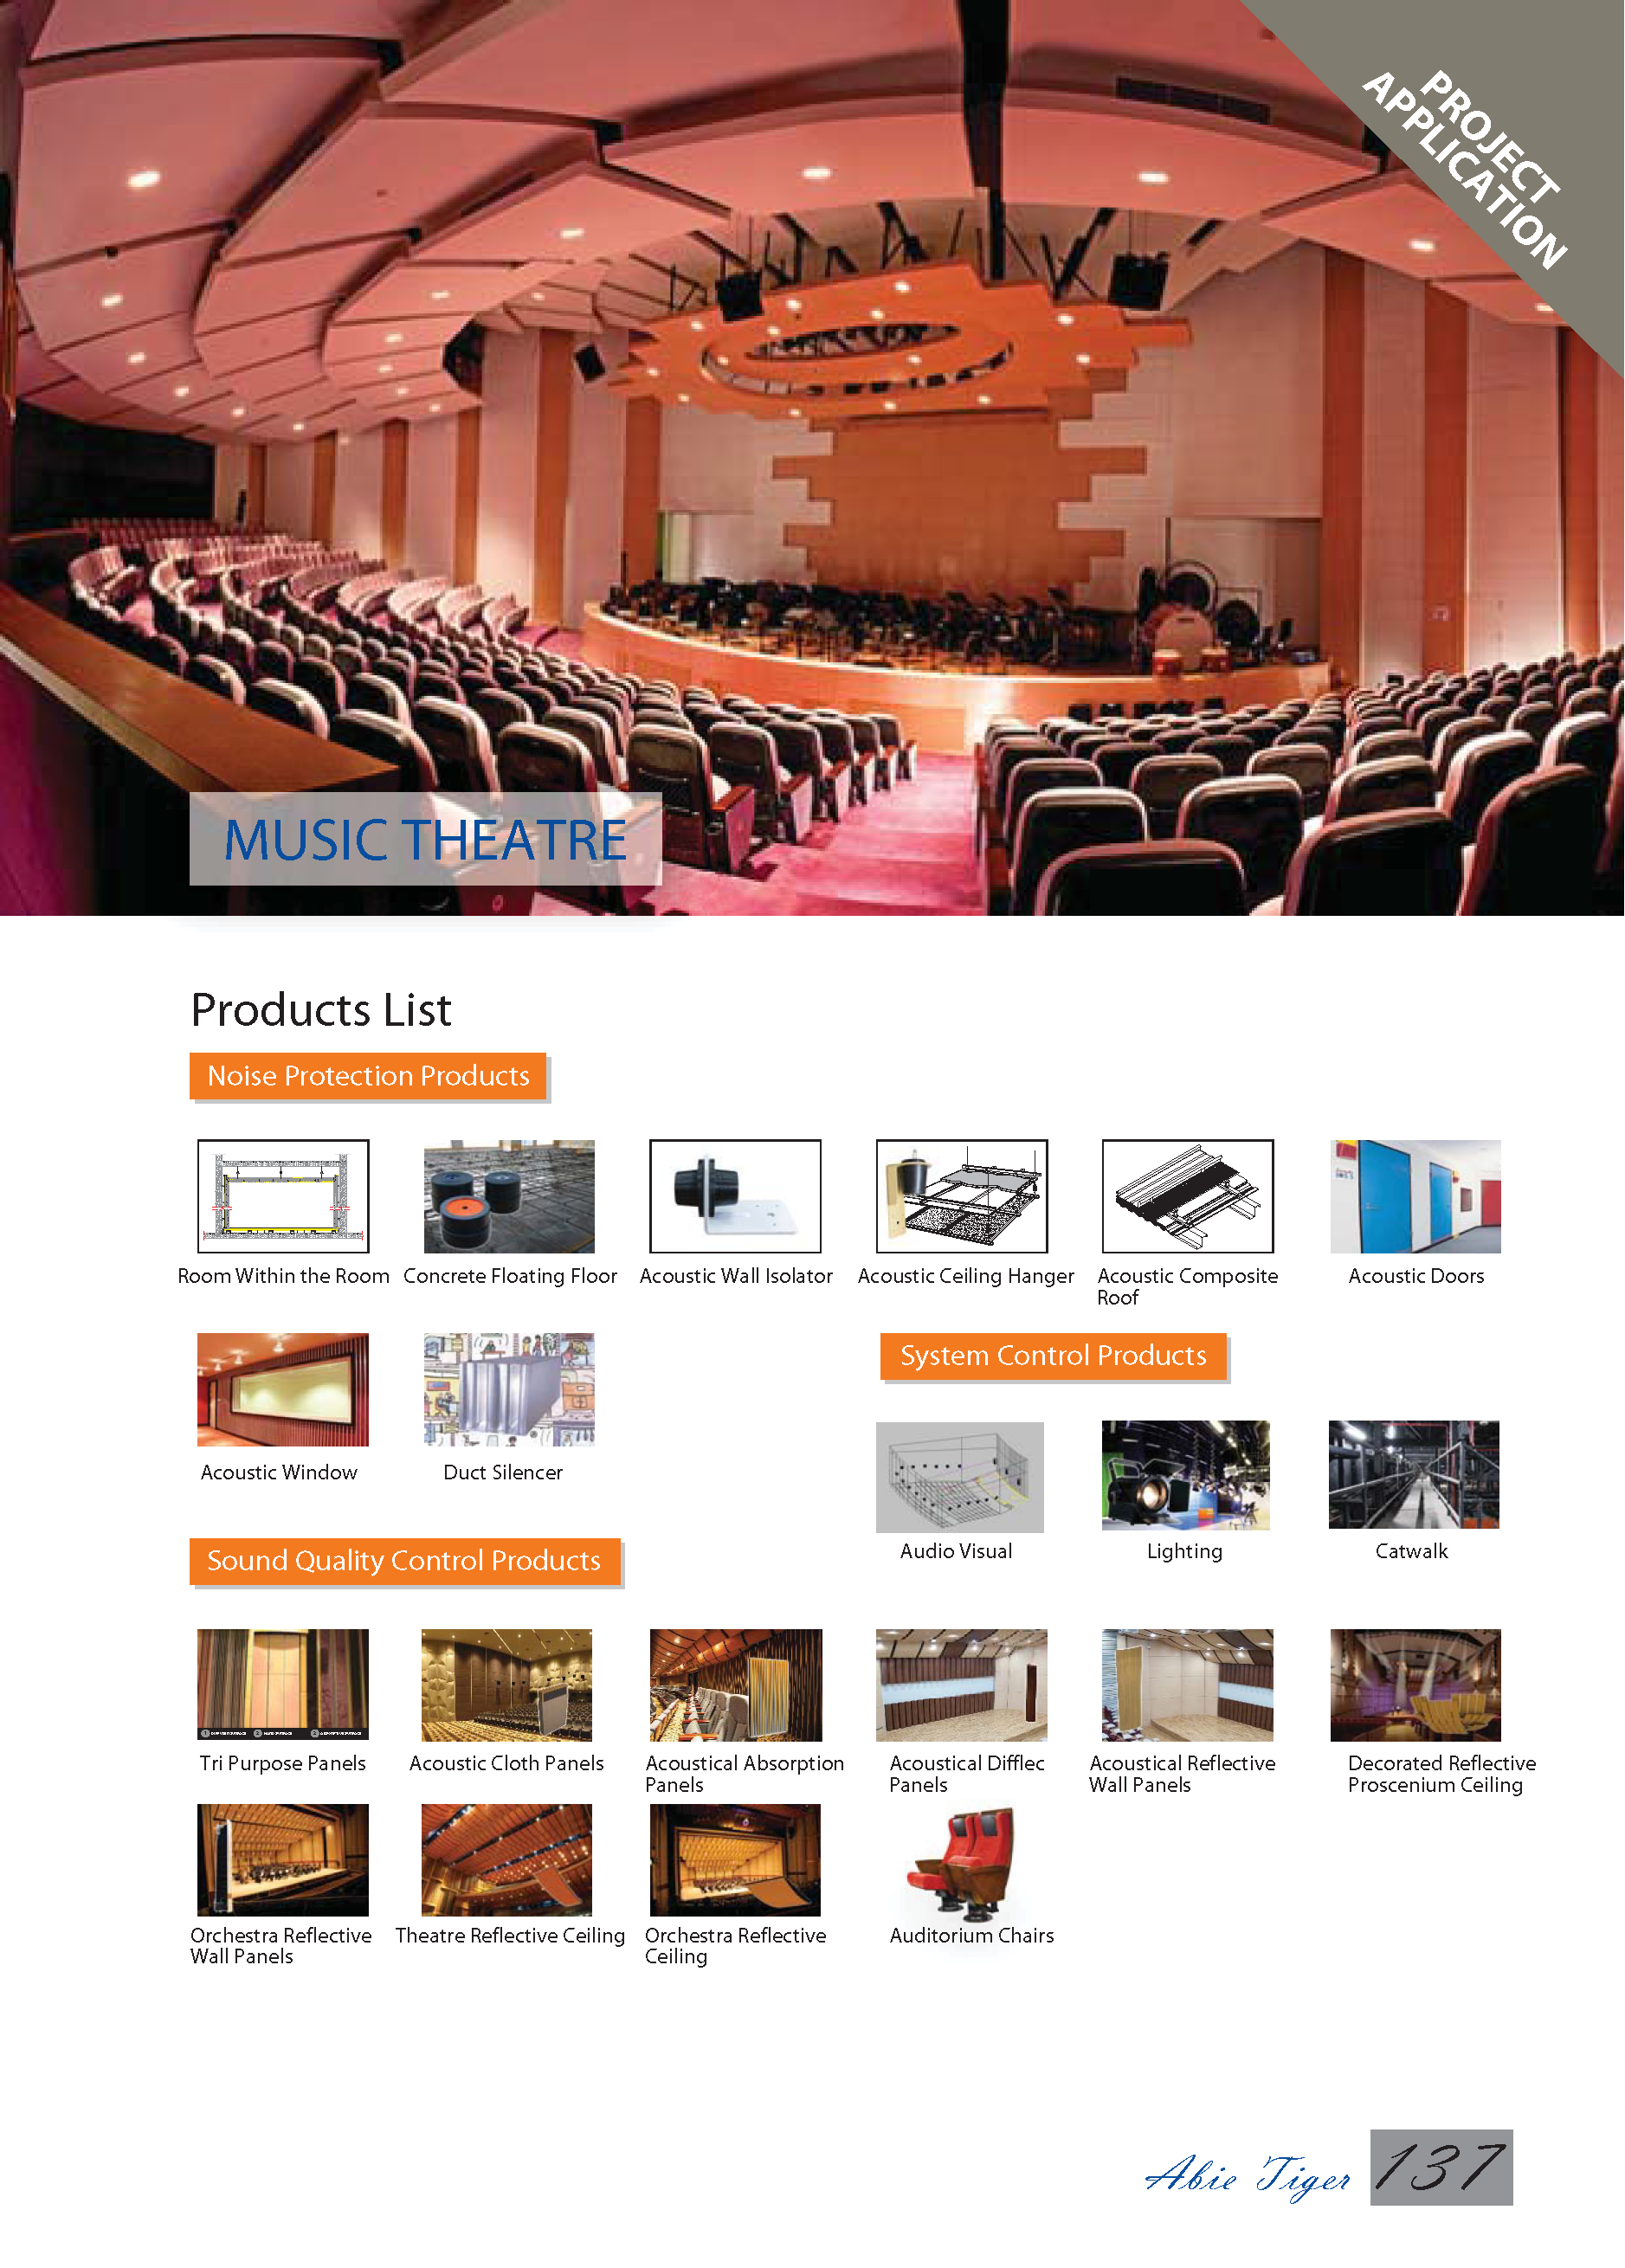 PROJECT
APPLICATION
MUSIC THEATRE
Products List
Noise Protection Products
Room Within the Room
Concrete Floating Floor
Acoustic Wall Isolator
Acoustic Ceiling Hanger
Acoustic Composite
Roof
Acoustic Doors
Acoustic Window
Duct Silencer
System Control Products
Audio Visual
Lighting
Catwalk
Sound Quality Control Products
Tri Purpose Panels
Acoustic Cloth Panels
Acoustical Absorption
Panels
Acoustical Difflec
Panels
Acoustical Reflective
Wall Panels
Decorated Reflective
Proscenium Ceiling
Orchestra Reflective
Wall Panels
Theatre Reflective Ceiling
Orchestra Reflective
Ceiling
Auditorium Chairs
Abie Tiger 137